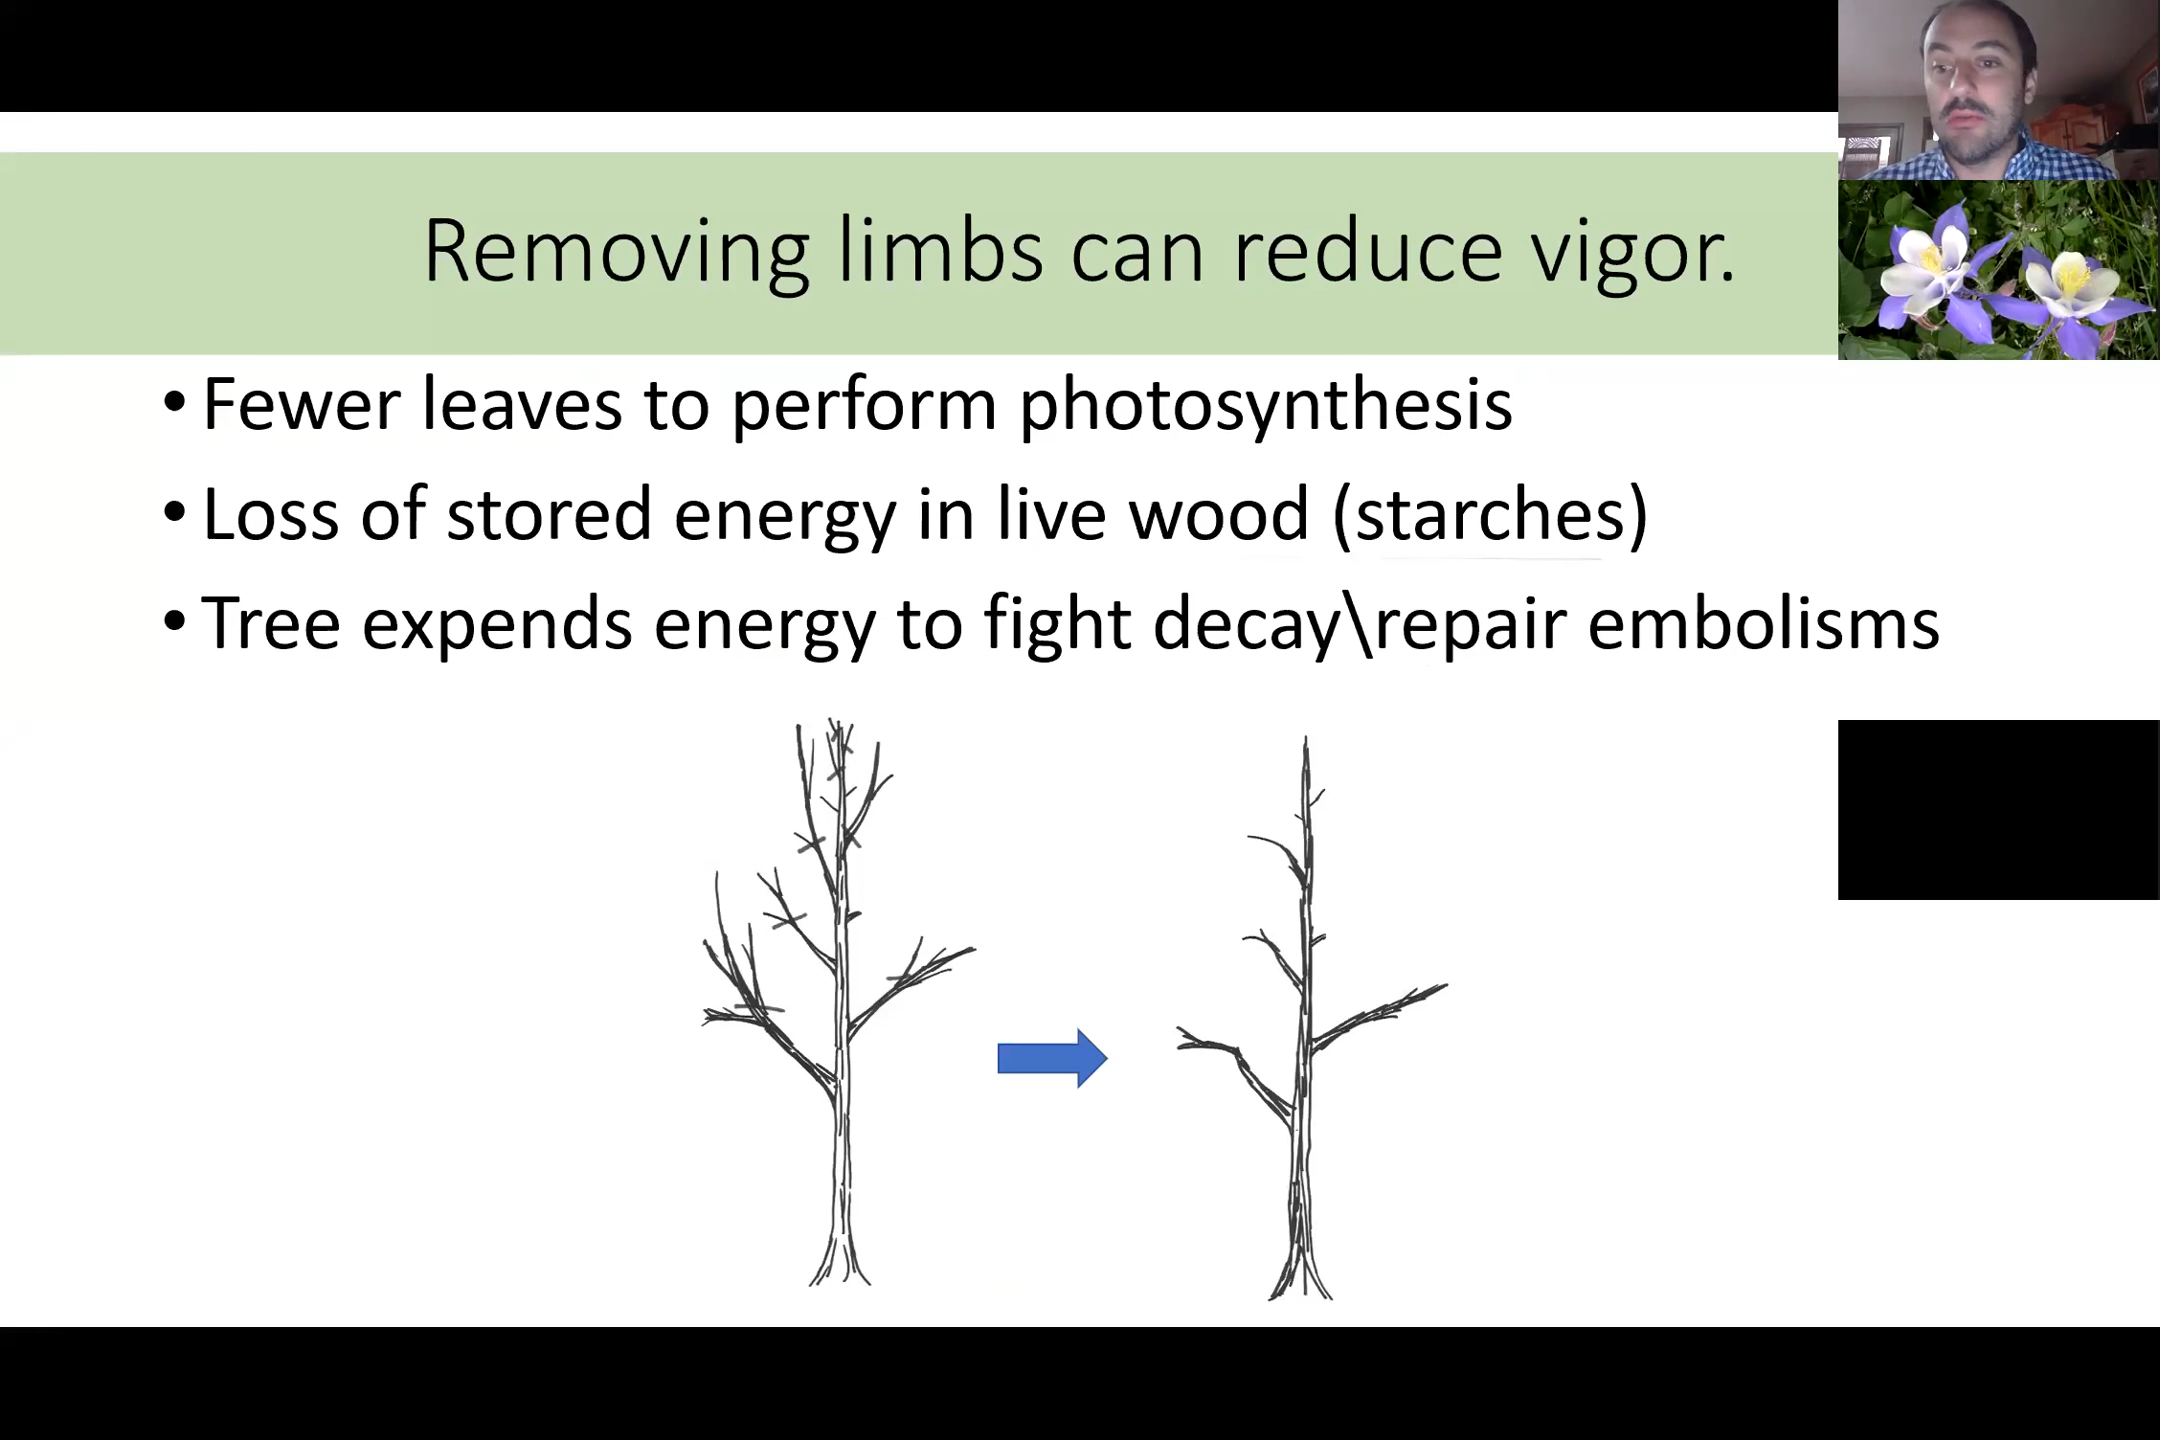 Removing limbs can reduce vigor.
• Fewer leaves to perform photosynthesis
• Loss of stored energy in live wood (starches)
• Tree expends energy to fight decay\repair embolisms